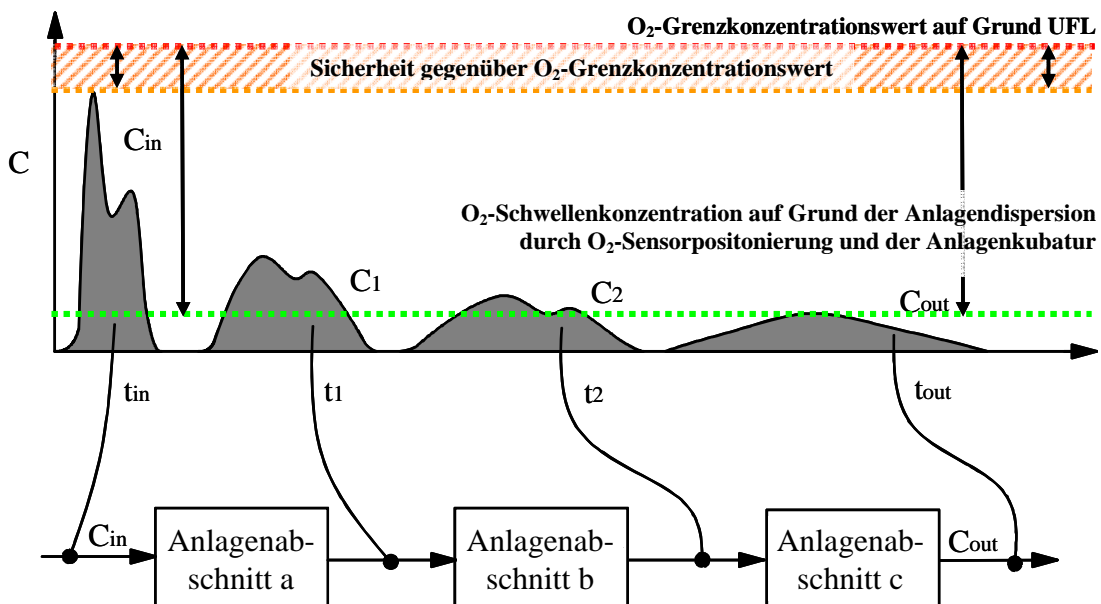 O₂-Grenzkonzentrationswert auf Grund UFL
Sicherheit gegenüber O₂-Grenzkonzentrationswert
Cin
C
O₂-Schwellenkonzentration auf Grund der Anlagendispersion
durch O₂-Sensorpositonierung und der Anlagenkubatur
C1
C2
Cout
tin
t1
t2
tout
Cin
Anlagenab-
schnitt a
Anlagenab-
schnitt b
Anlagenab-
schnitt c
Cout